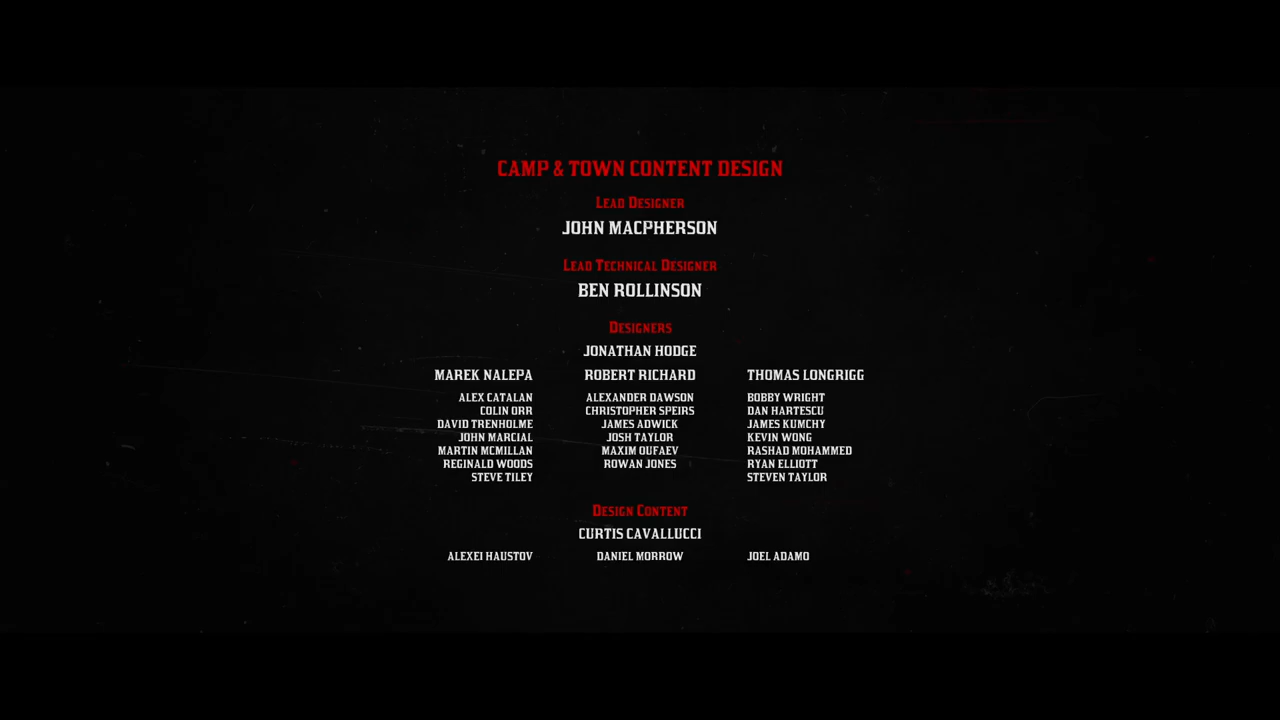 CAMP & TOWN CONTENT DESIGN
LEAD DESIGNER
JOHN MACPHERSON
LEAD TECHNICAL DESIGNER
BEN ROLLINSON
DESIGNERS
JONATHAN HODGE
MAREK NALEPA ROBERT RICHARD THOMAS LONGRIGG
ALEX CATALAN ALEXANDER DAWSON BOBBY WRIGHT
COLIN ORR CHRISTOPHER SPEIRS DAN HARTESCU
DAVID TRENHOLME JAMES ADWICK JAMES KUMCHY
JOHN MARCIAL JOSH TAYLOR KEVIN WONG
MARTIN MCMILLAN MAXIM OUFAEV RASHAD MOHAMMED
REGINALD WOODS ROWAN JONES RYAN ELLIOTT
STEVE TILEY STEVEN TAYLOR
DESIGN CONTENT
CURTIS CAVALLUCCI
ALEXEI HAUSTOV DANIEL MORROW JOEL ADAMO